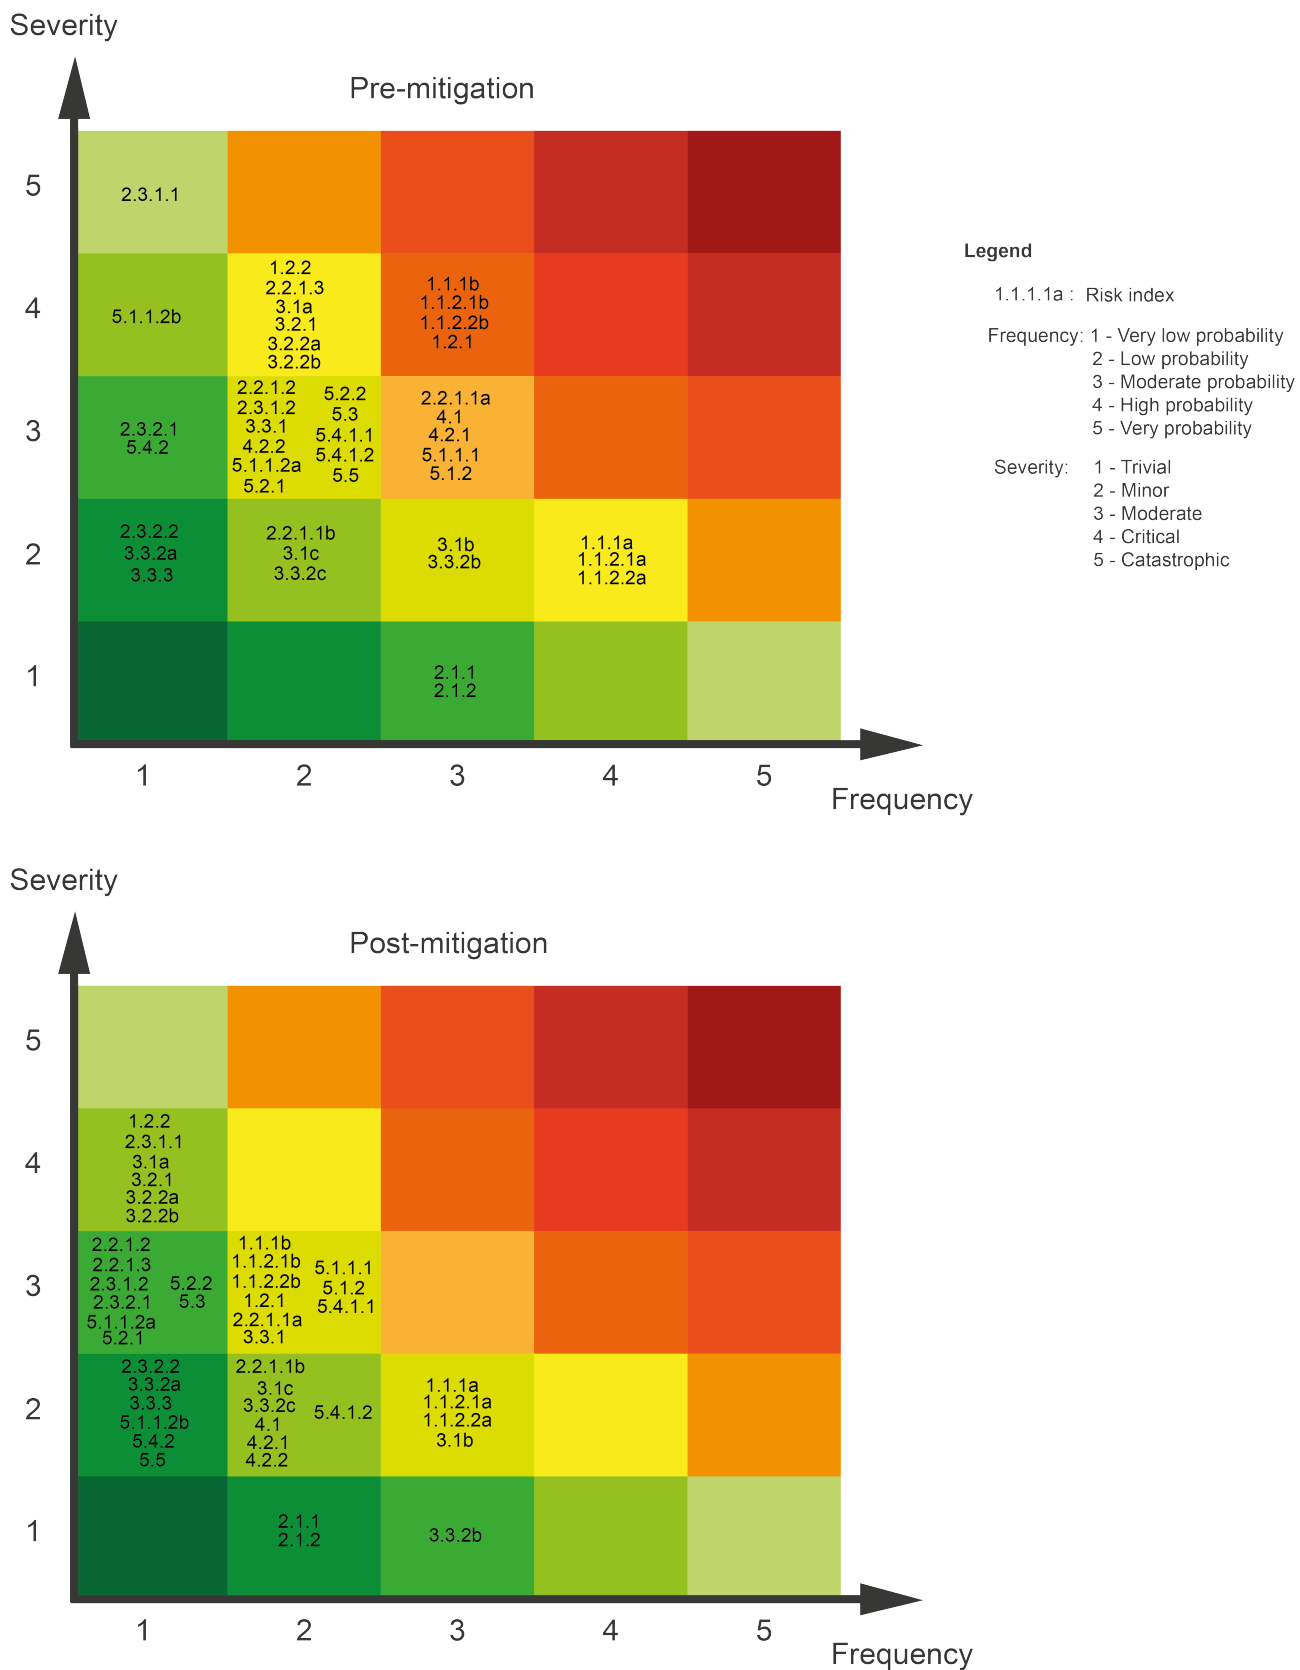 Severity
Pre-mitigation
5
2.3.1.1
4
5.1.1.2b
1.2.2
2.2.1.3
3.1a
3.2.1
3.2.2a
3.2.2b
1.1.1b
1.1.2.1b
1.1.2.2b
1.2.1
3
2.3.2.1
5.4.2
2.2.1.2
2.3.1.2
3.3.1
4.2.2
5.1.1.2a
5.2.1
5.2.2
5.3
5.4.1.1
5.4.1.2
5.5
2.2.1.1a
4.1
4.2.1
5.1.1.1
5.1.2
2
2.3.2.2
3.3.2a
3.3.3
2.2.1.1b
3.1c
3.3.2c
3.1b
3.3.2b
1.1.1a
1.1.2.1a
1.1.2.2a
1
2.1.1
2.1.2
1 2 3 4 5
Frequency
Legend
1.1.1.1a : Risk index
Frequency: 1 - Very low probability
2 - Low probability
3 - Moderate probability
4 - High probability
5 - Very probability
Severity: 1 - Trivial
2 - Minor
3 - Moderate
4 - Critical
5 - Catastrophic
Severity
Post-mitigation
5
4
1.2.2
2.3.1.1
3.1a
3.2.1
3.2.2a
3.2.2b
3
2.2.1.2
2.2.1.3
2.3.1.2
2.3.2.1
5.1.1.2a
5.2.1
5.2.2
5.3
1.1.1b
1.1.2.1b
1.1.2.2b
1.2.1
2.2.1.1a
3.3.1
5.1.1.1
5.1.2
5.4.1.1
2
2.3.2.2
3.3.2a
3.3.3
5.1.1.2b
5.4.2
5.5
2.2.1.1b
3.1c
3.3.2c
4.1
4.2.1
4.2.2
5.4.1.2
1.1.1a
1.1.2.1a
1.1.2.2a
3.1b
1
2.1.1
2.1.2
3.3.2b
1 2 3 4 5
Frequency